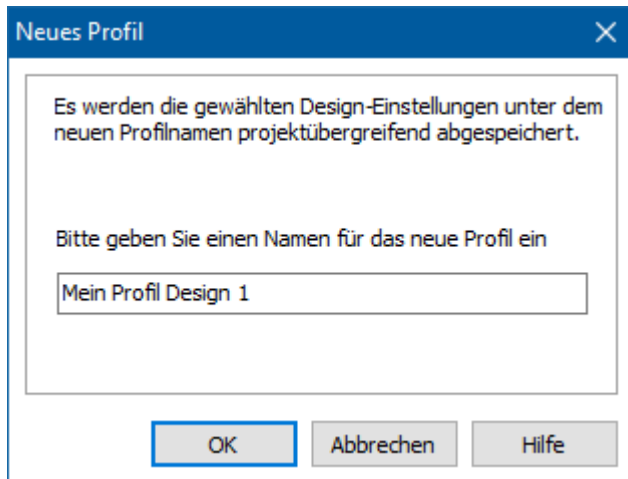 Neues Profil
Es werden die gewählten Design-Einstellungen unter dem
neuen Profilnamen projektübergreifend abgespeichert.
Bitte geben Sie einen Namen für das neue Profil ein
Mein Profil Design 1
OK
Abbrechen
Hilfe